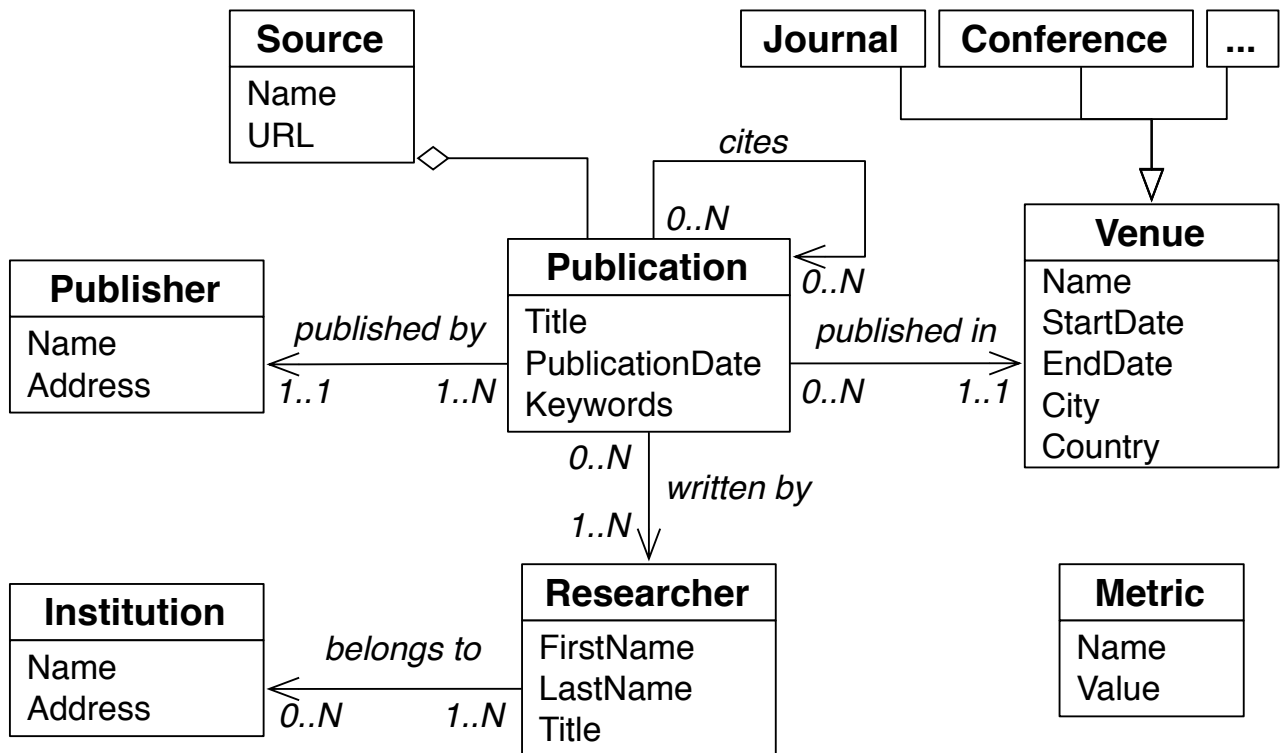 Source
Name
URL
Journal
Conference
...
cites
0..N
0..N
Publisher
Name
Address
published by
1..1
1..N
Publication
Title
PublicationDate
Keywords
published in
0..N
1..1
Venue
Name
StartDate
EndDate
City
Country
0..N
written by
1..N
Institution
Name
Address
belongs to
0..N
1..N
Researcher
FirstName
LastName
Title
Metric
Name
Value